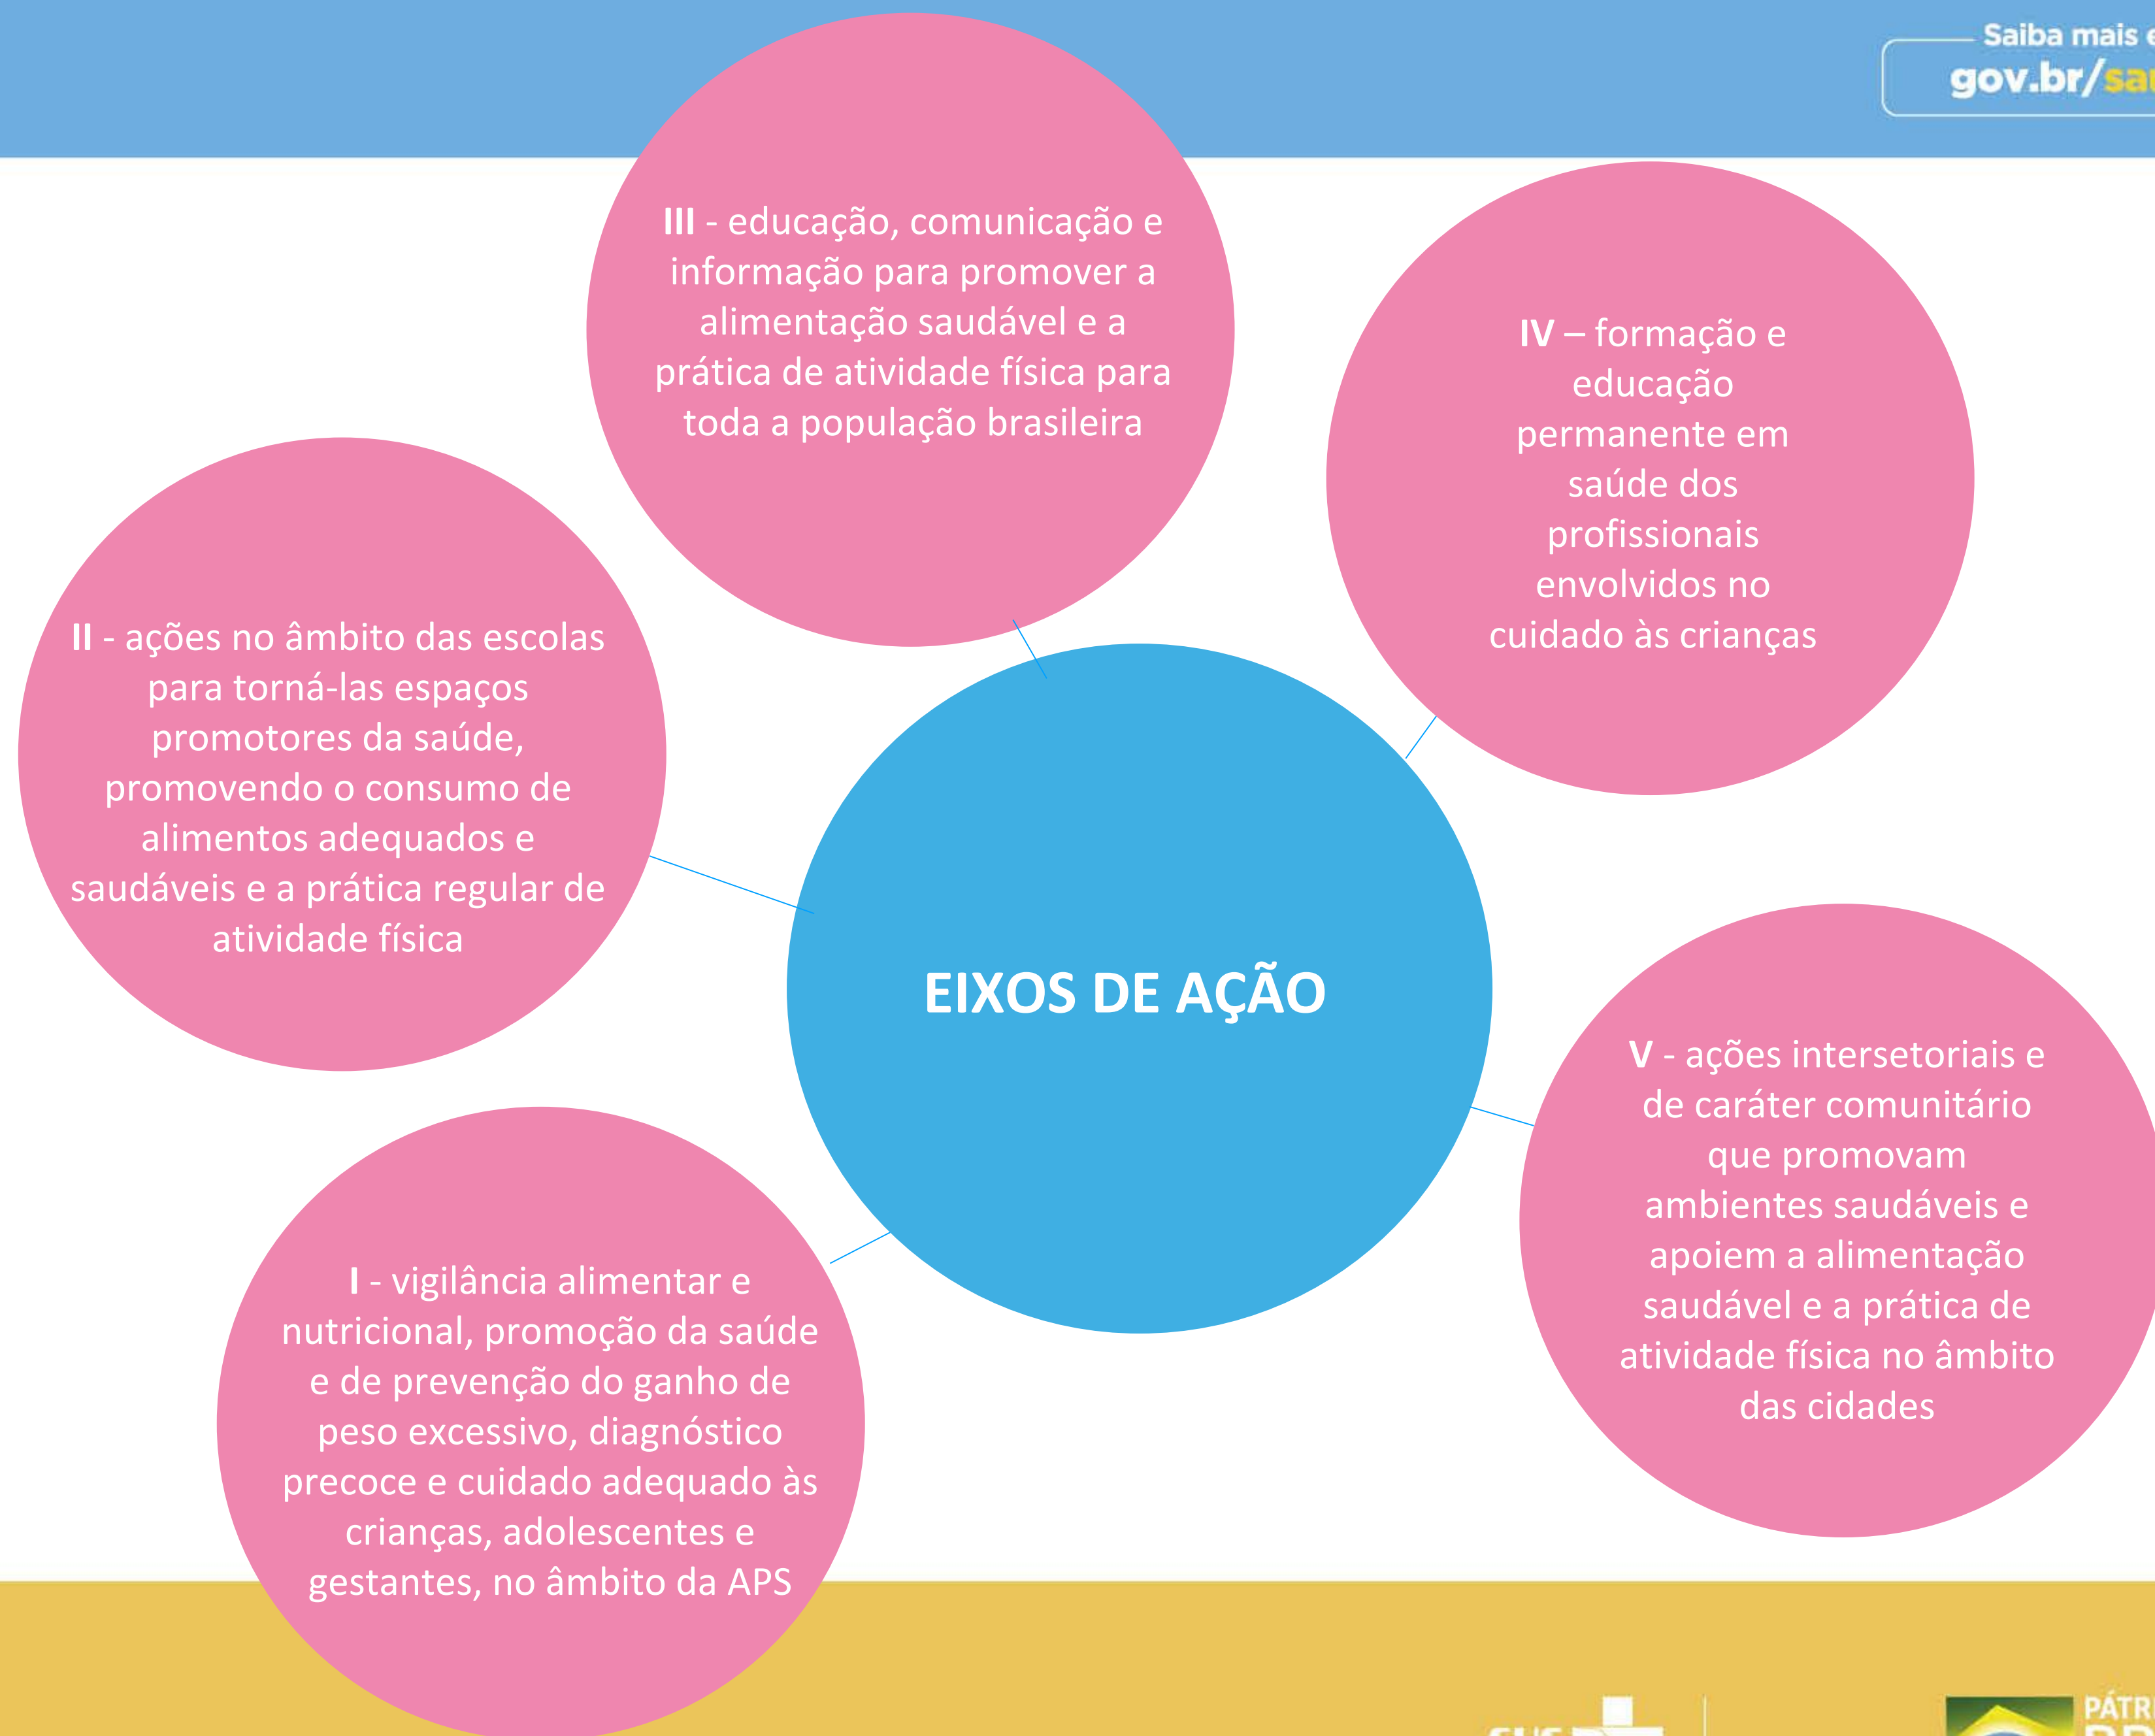 Saiba mais
gov.br/
III - educação, comunicação e
informação para promover a
alimentação saudável e a
prática de atividade física para
toda a população brasileira
IV – formação e
educação
permanente em
saúde dos
profissionais
envolvidos no
cuidado às crianças
II - ações no âmbito das escolas
para torná-las espaços
promotores da saúde,
promovendo o consumo de
alimentos adequados e
saudáveis e a prática regular de
atividade física
EIXOS DE AÇÃO
V - ações intersetoriais e
de caráter comunitário
que promovam
ambientes saudáveis e
apoiem a alimentação
saudável e a prática de
atividade física no âmbito
das cidades
I - vigilância alimentar e
nutricional, promoção da saúde
e de prevenção do ganho de
peso excessivo, diagnóstico
precoce e cuidado adequado às
crianças, adolescentes e
gestantes, no âmbito da APS